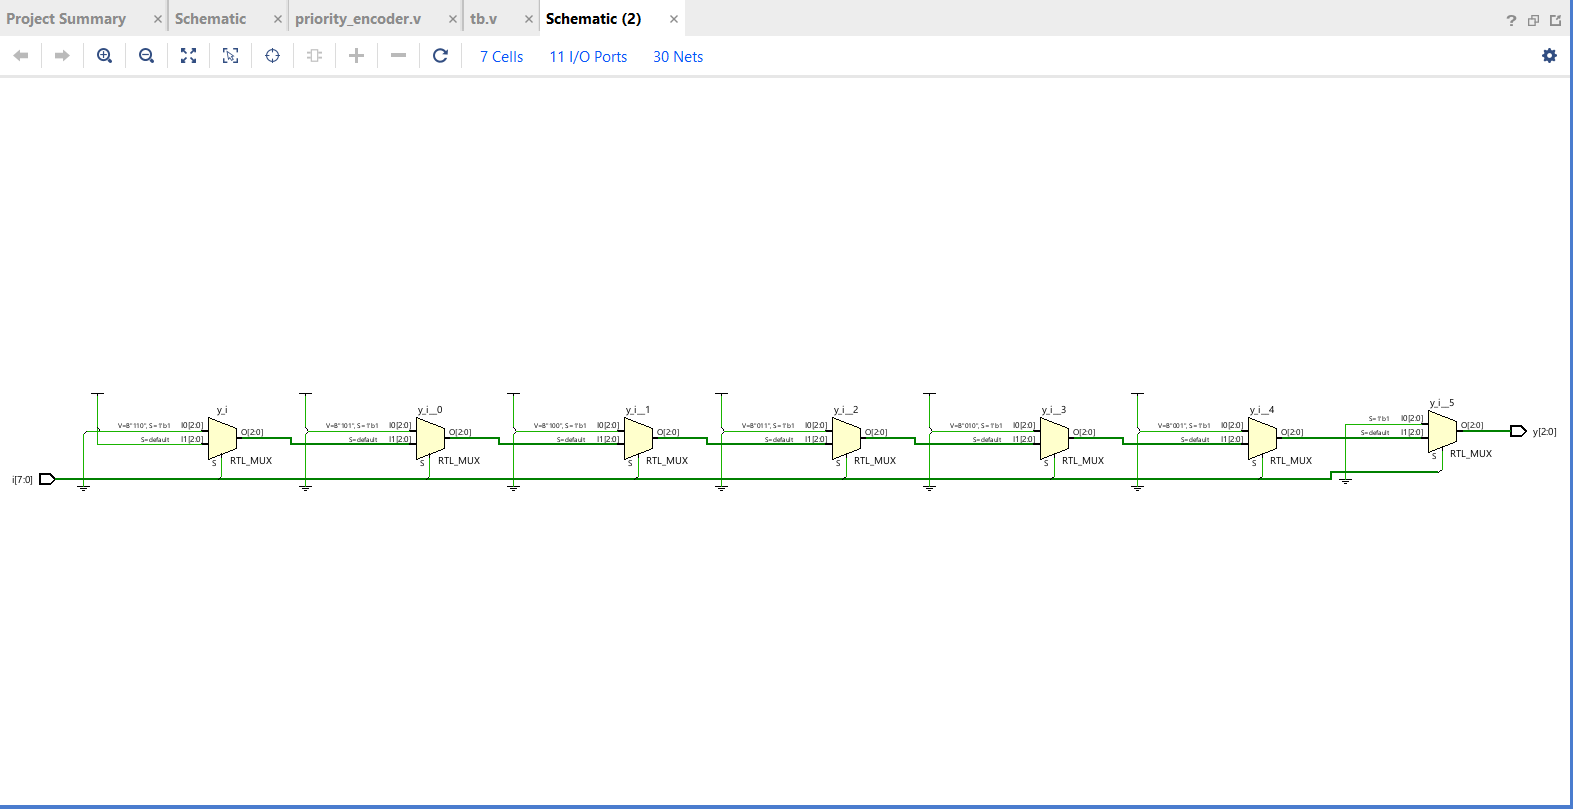 Project Summary × Schematic × priority_encoder.v × tb.v × Schematic (2) ×
7 Cells 11 I/O Ports 30 Nets
y_i y_i__0 y_i__1 y_i__2 y_i__3 y_i__4 y_i__5
V=B"110", S=1'b1 I0[2:0] O[2:0]
S=default I1[2:0]
S RTL_MUX
V=B"101", S=1'b1 I0[2:0] O[2:0]
S=default I1[2:0]
S RTL_MUX
V=B"100", S=1'b1 I0[2:0] O[2:0]
S=default I1[2:0]
S RTL_MUX
V=B"011", S=1'b1 I0[2:0] O[2:0]
S=default I1[2:0]
S RTL_MUX
V=B"010", S=1'b1 I0[2:0] O[2:0]
S=default I1[2:0]
S RTL_MUX
V=B"001", S=1'b1 I0[2:0] O[2:0]
S=default I1[2:0]
S RTL_MUX
S=1'b1 I0[2:0] O[2:0]
S=default I1[2:0]
S RTL_MUX
y[2:0]
i[7:0]